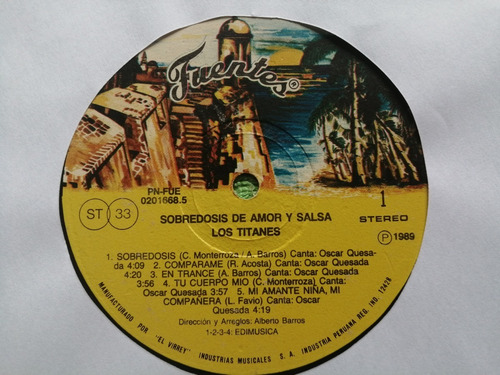 Fuentes
PN-FUE
0201668.5
ST 33
SOBREDOSIS DE AMOR Y SALSA
LOS TITANES
1
STEREO
Ⓟ 1989
1. SOBREDOSIS (C. Monterroza / A. Barros) Canta: Oscar Quesa-
da 4:09 2. COMPARAME (R. Acosta) Canta: Oscar Quesada
4:20 3. EN TRANCE (A. Barros) Canta: Oscar Quesada
3:56 4. TU CUERPO MIO (C. Monterroza) Canta:
Oscar Quesada 3:57 5. MI AMANTE NIÑA, MI
COMPAÑERA (L. Favio) Canta: Oscar
Quesada 4:19
Dirección y Arreglos: Alberto Barros
1-2-3-4: EDIMUSICA
MANUFACTURADO POR "EL VIRREY" INDUSTRIAS MUSICALES S. A. INDUSTRIA PERUANA REG. IND. 12428